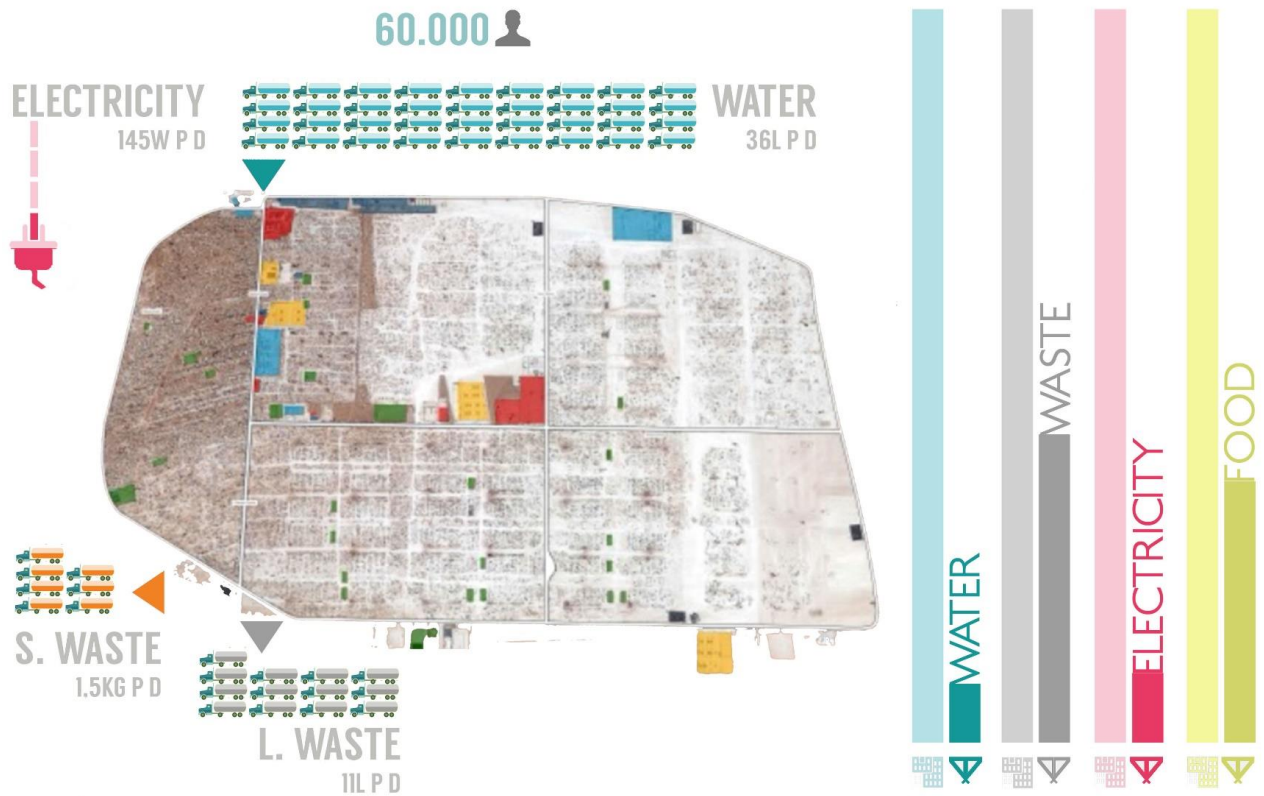 60.000
ELECTRICITY
145W P D
WATER
36L P D
S. WASTE
1.5KG P D
L. WASTE
11L P D
WATER
WASTE
ELECTRICITY
FOOD